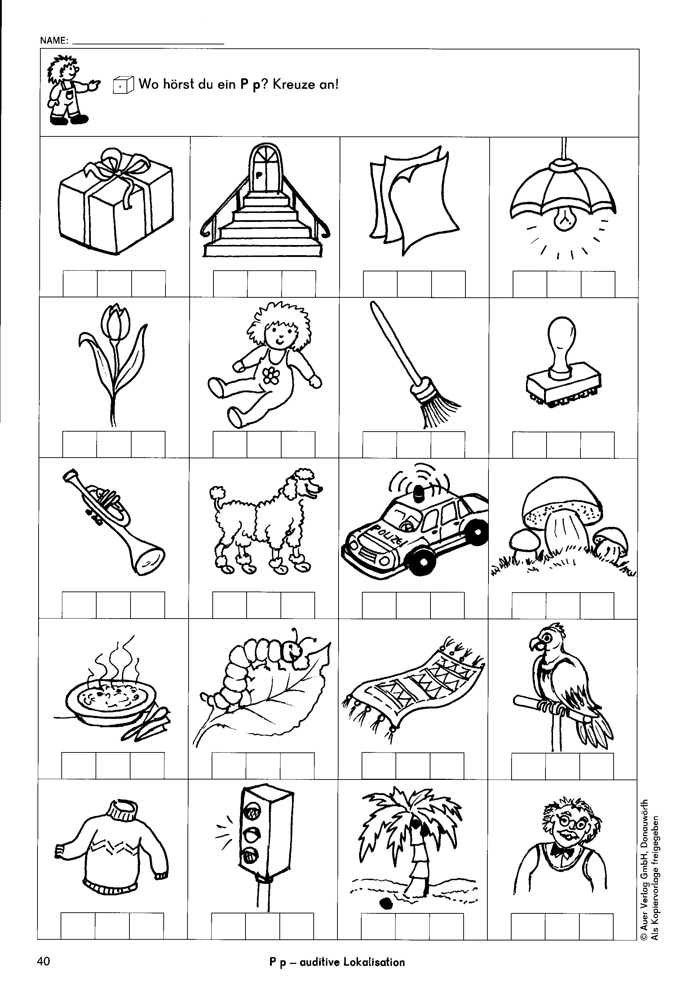 NAME:
Wo hörst du ein P p? Kreuze an!
POLIZEI
© Auer Verlag GmbH, Donauwörth
Als Kopiervorlage freigegeben
40
P p – auditive Lokalisation